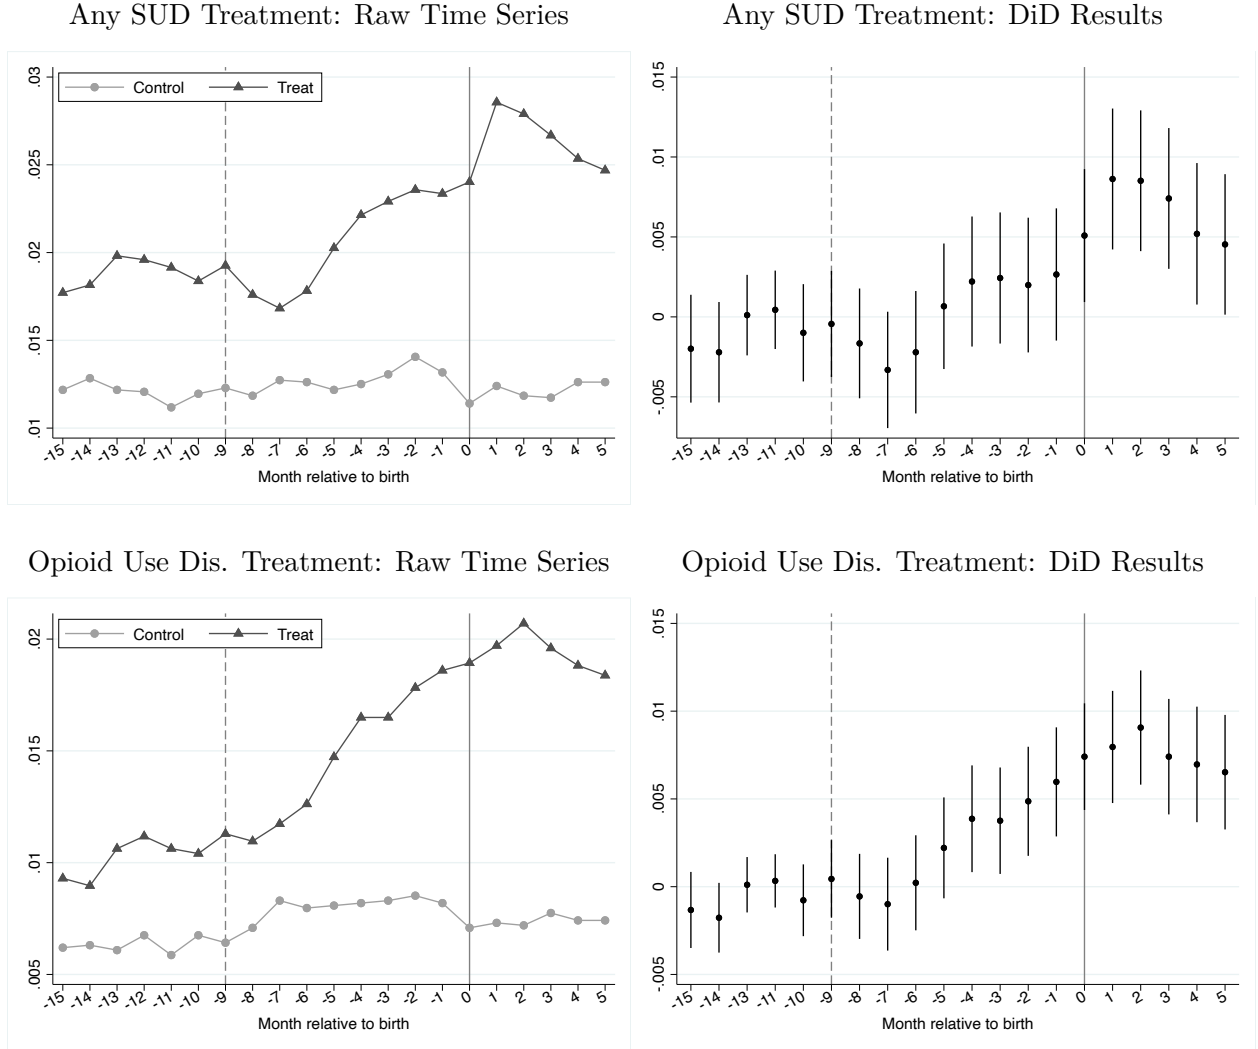 Any SUD Treatment: Raw Time Series
.03
.025
.02
.015
.01
Control
Treat
-15 -14 -13 -12 -11 -10 -9 -8 -7 -6 -5 -4 -3 -2 -1 0 1 2 3 4 5
Month relative to birth
Any SUD Treatment: DiD Results
.015
.01
.005
0
-.005
-15 -14 -13 -11 -10 -9 -8 -7 -6 -5 -4 -3 -2 -1 0 1 2 3 4 5
Month relative to birth
Opioid Use Dis. Treatment: Raw Time Series
.02
.015
.01
.005
Control
Treat
-15 -14 -13 -12 -11 -10 -9 -8 -7 -6 -5 -4 -3 -2 -1 0 1 2 3 4 5
Month relative to birth
Opioid Use Dis. Treatment: DiD Results
.015
.01
.005
0
-.005
-15 -14 -13 -11 -10 -9 -8 -7 -6 -5 -4 -3 -2 -1 0 1 2 3 4 5
Month relative to birth